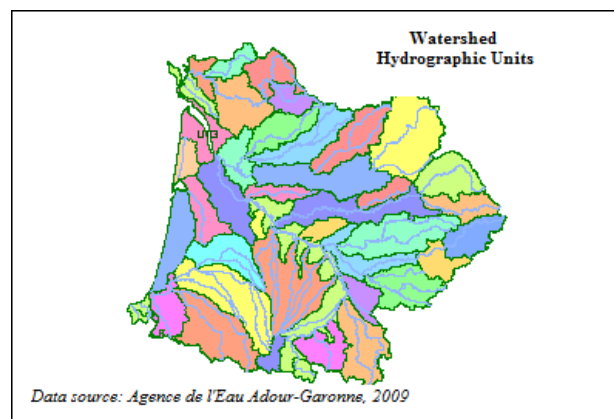 Watershed
Hydrographic Units
Data source: Agence de l'Eau Adour-Garonne, 2009